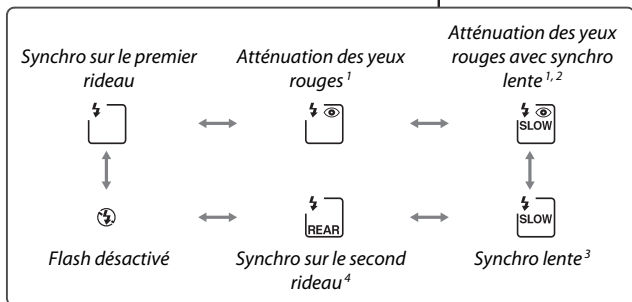 Synchro sur le premier
rideau
Atténuation des yeux
rouges 1
Atténuation des yeux
rouges avec synchro
lente 1, 2
SLOW
REAR
SLOW
Flash désactivé
Synchro sur le second
rideau 4
Synchro lente 3